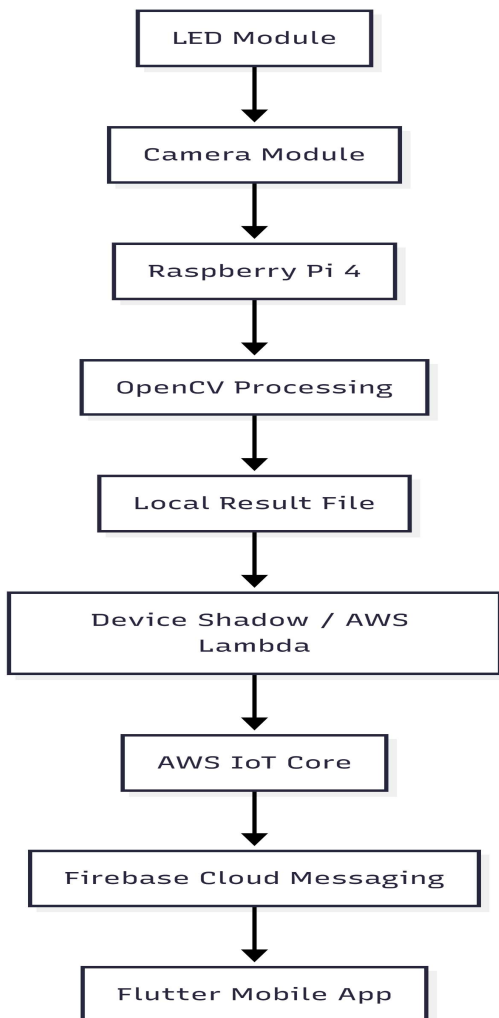 LED Module
Camera Module
Raspberry Pi 4
OpenCV Processing
Local Result File
Device Shadow / AWS
Lambda
AWS IoT Core
Firebase Cloud Messaging
Flutter Mobile App